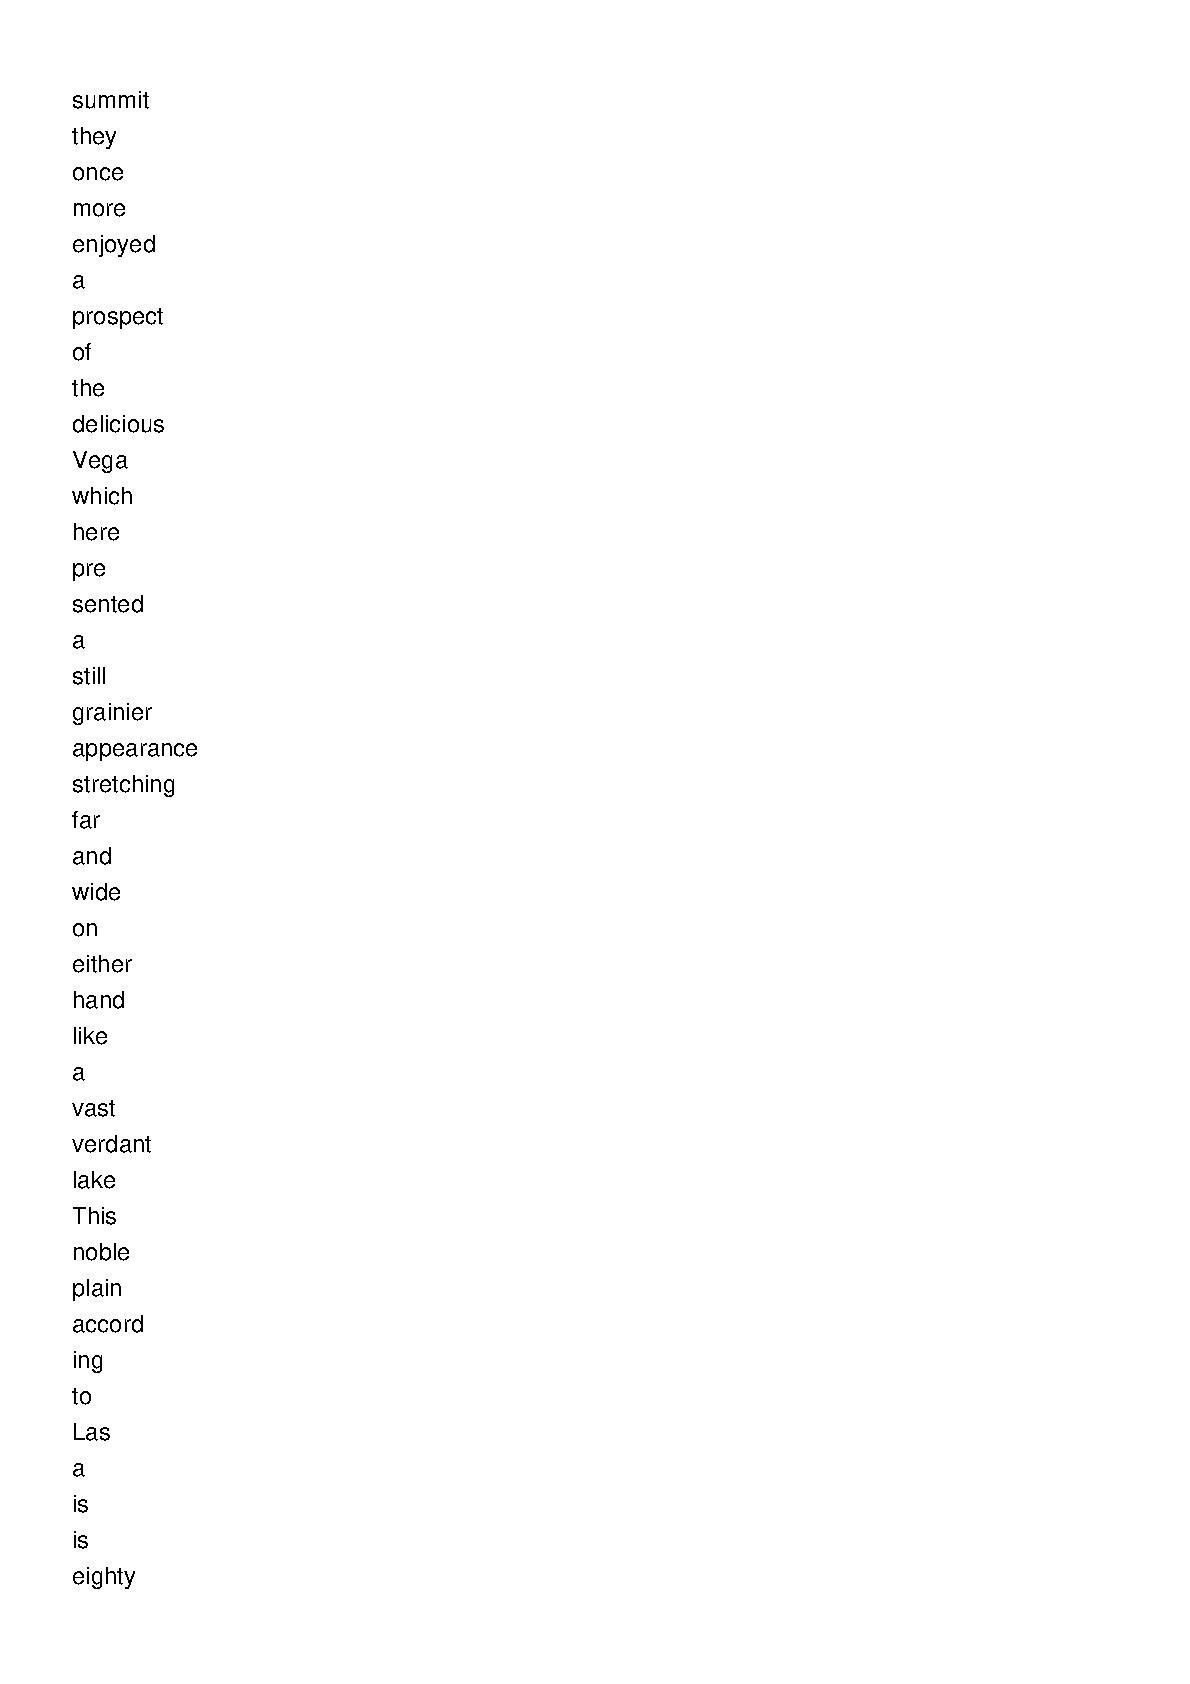 summit
they
once
more
enjoyed
a
prospect
of
the
delicious
Vega
which
here
pre
sented
a
still
grainier
appearance
stretching
far
and
wide
on
either
hand
like
a
vast
verdant
lake
This
noble
plain
accord
ing
to
Las
a
is
is
eighty